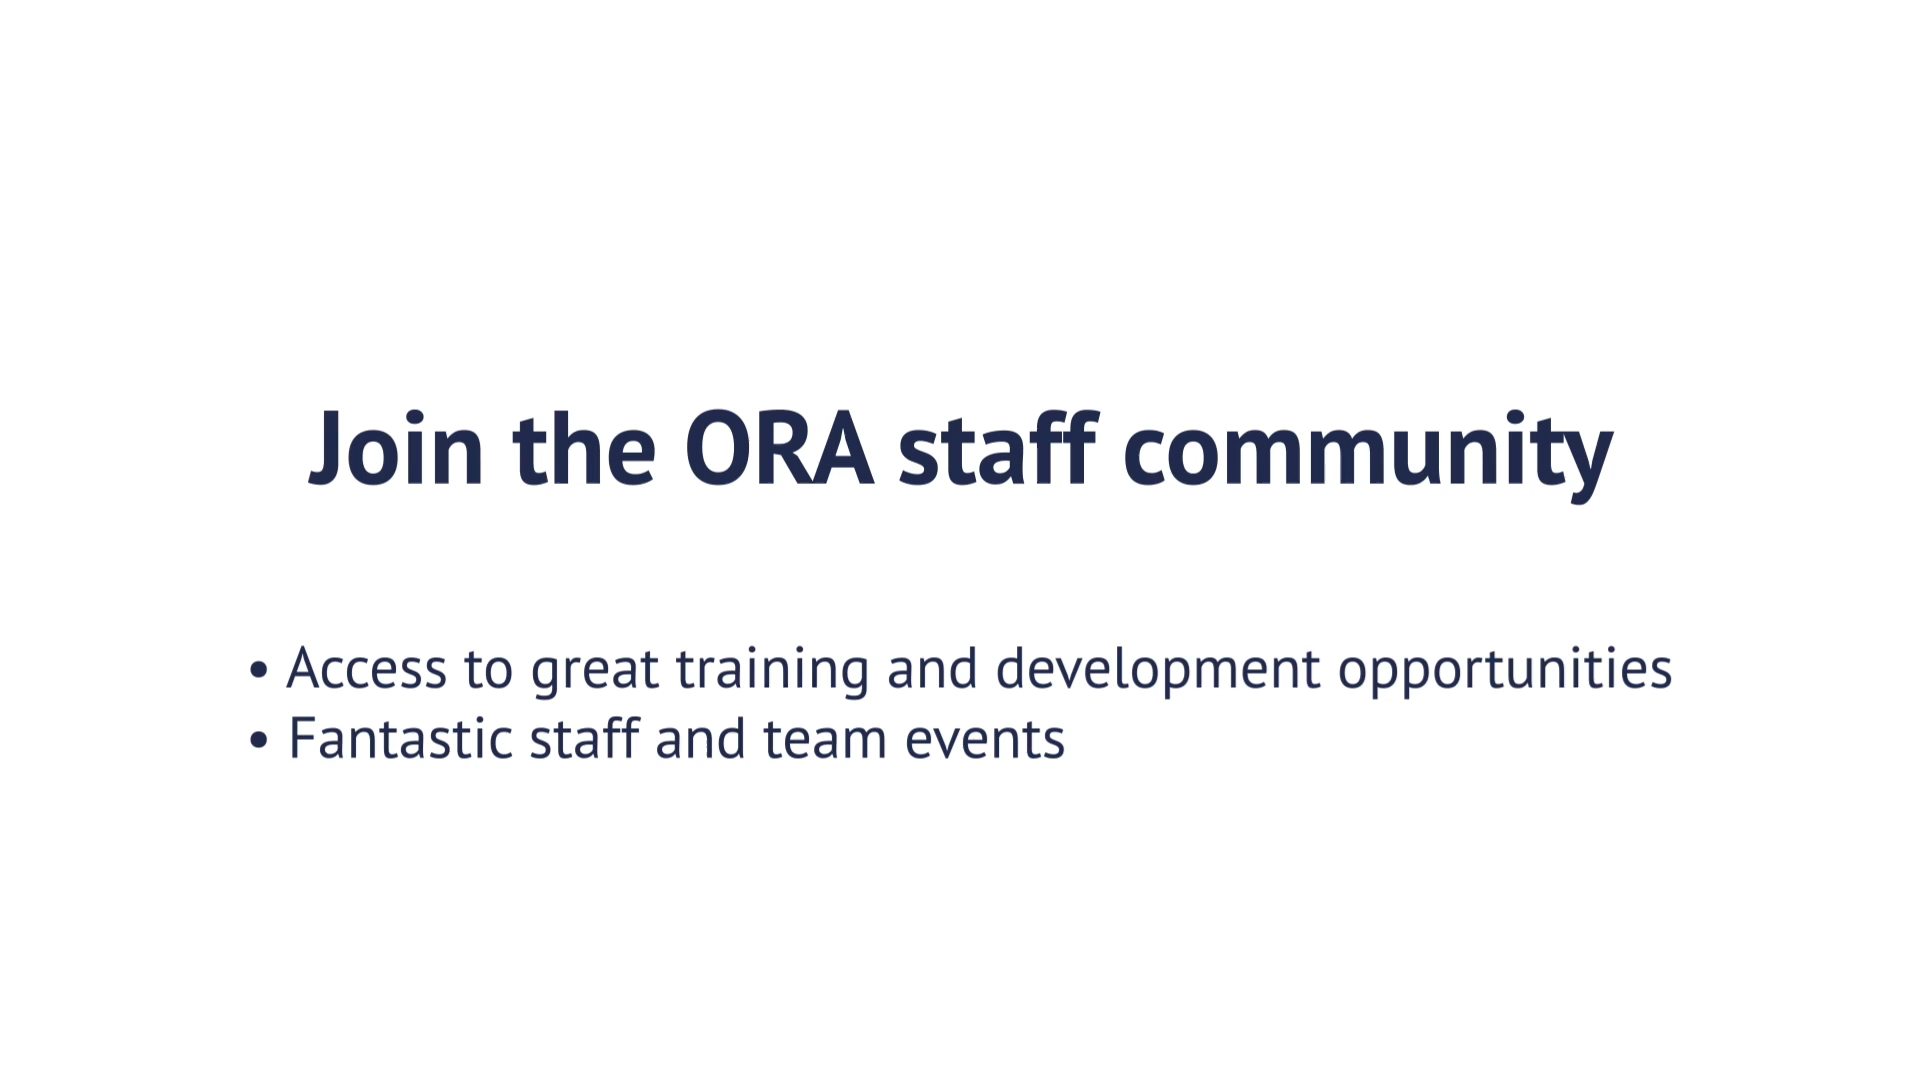 Join the ORA staff community
• Access to great training and development opportunities
• Fantastic staff and team events